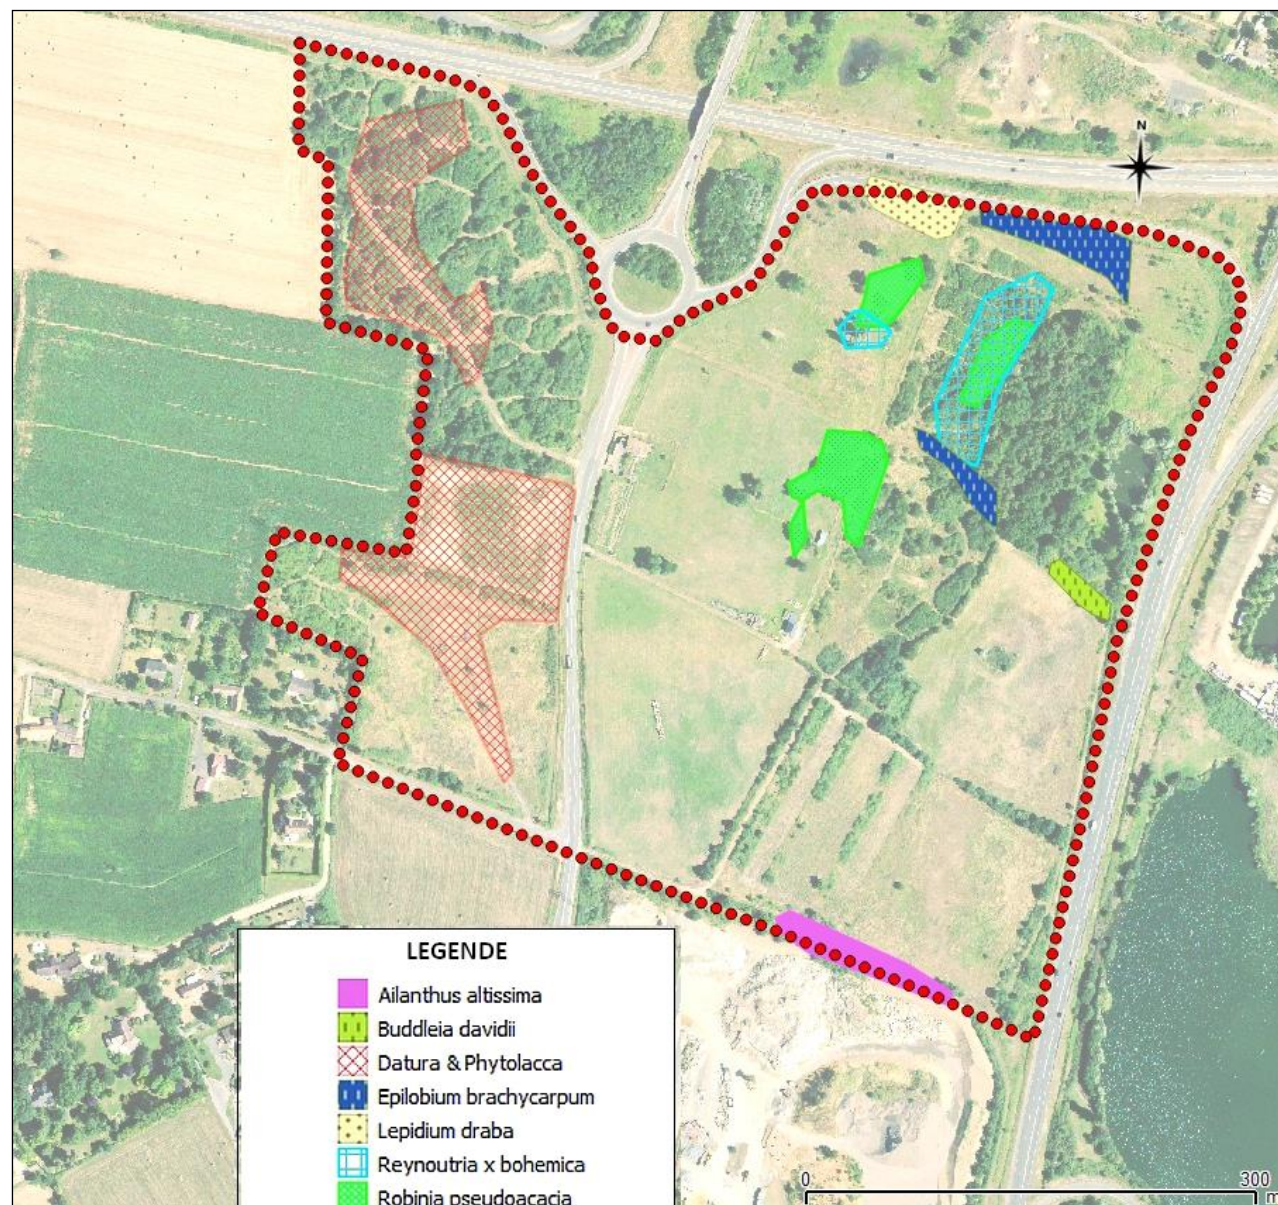 N
LEGENDE
Ailanthus altissima
Buddleia davidii
Datura & Phytolacca
Epilobium brachycarpum
Lepidium draba
Reynoutria x bohemica
Robinia pseudoacacia
0 300
m